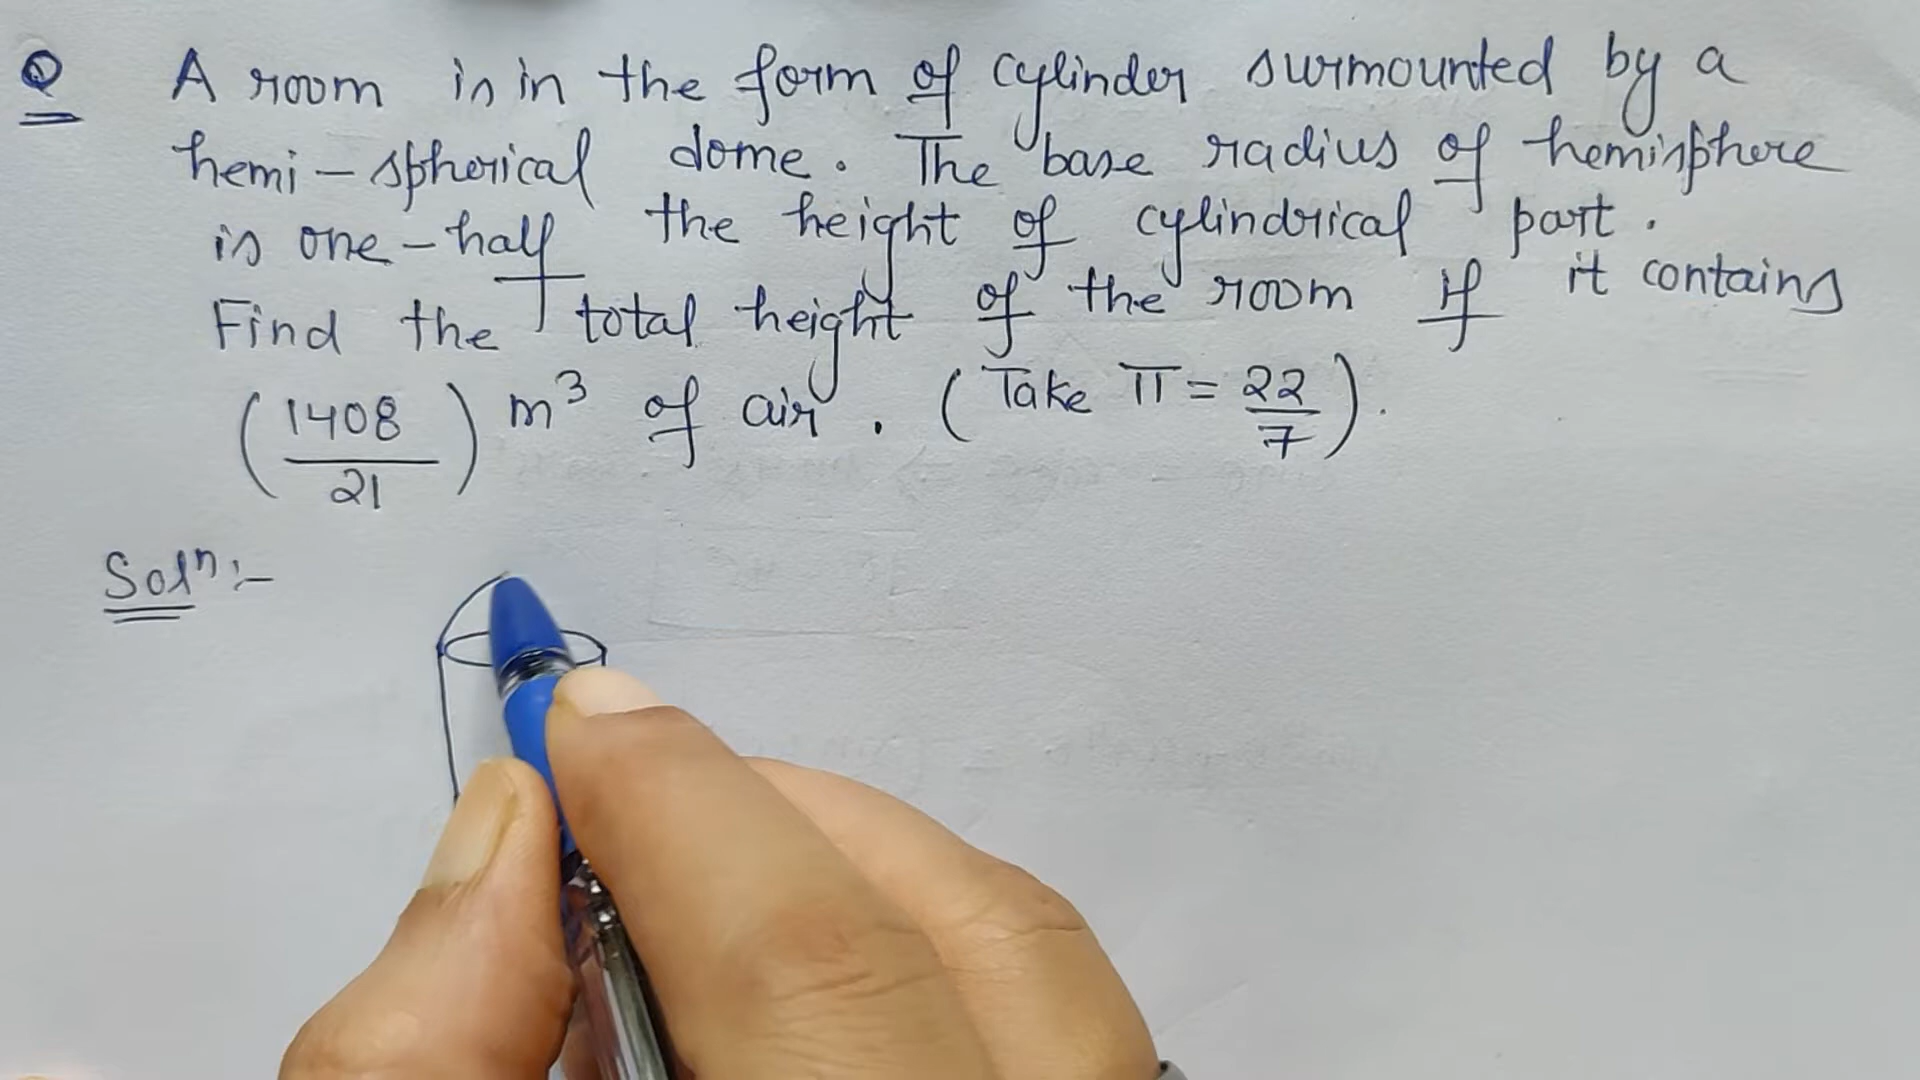 Q A room is in the form of cylinder surmounted by a
hemi-spherical dome. The base radius of hemisphere
is one-half the height of cylindrical part.
Find the total height of the room if it contains
(1408/21) m³ of air. (Take π = 22/7).
Solⁿ:-